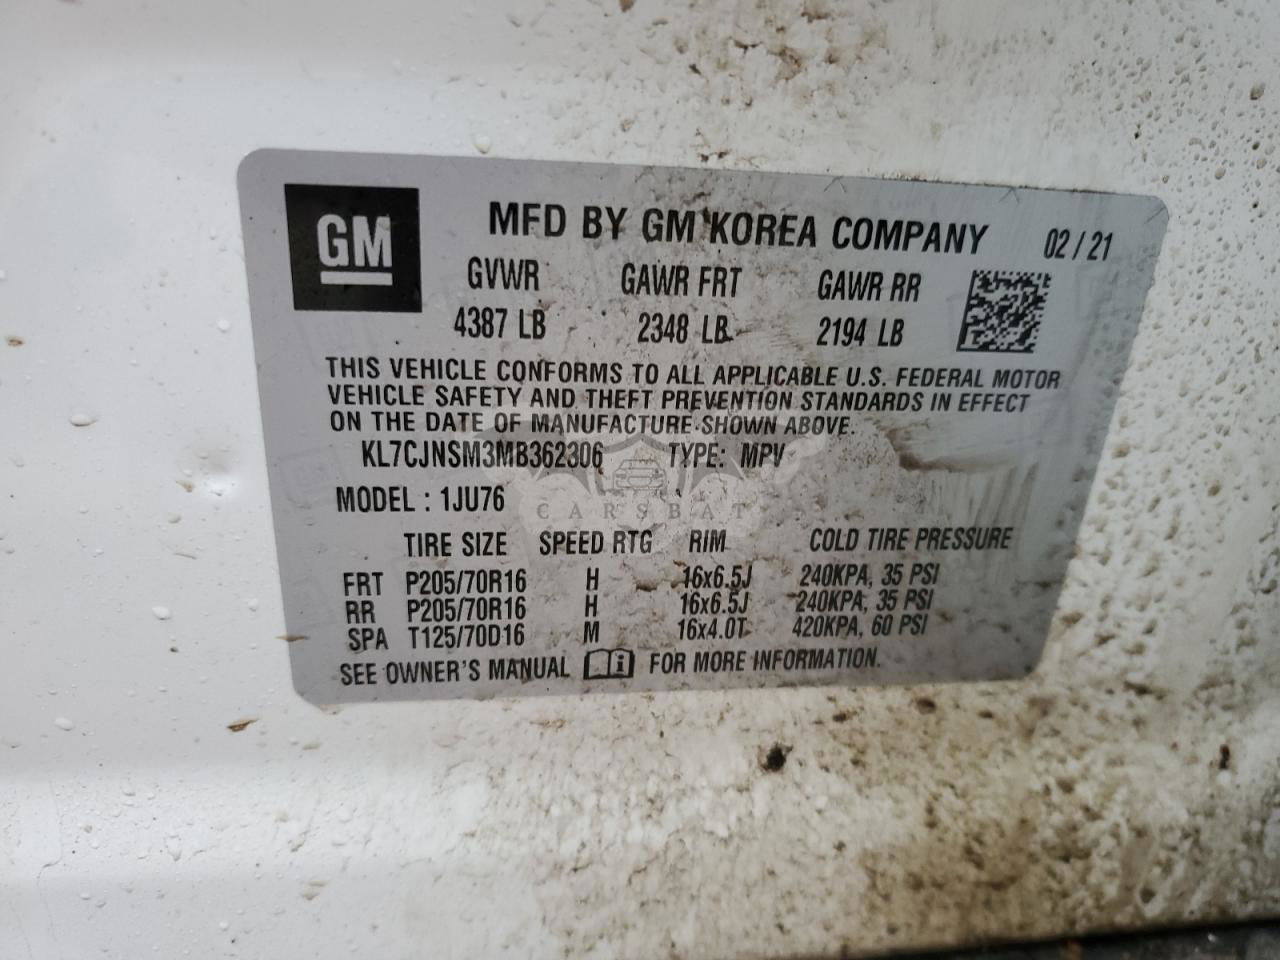 GM
MFD BY GM KOREA COMPANY 02/21
GVWR GAWR FRT GAWR RR
4387 LB 2348 LB 2194 LB
THIS VEHICLE CONFORMS TO ALL APPLICABLE U.S. FEDERAL MOTOR
VEHICLE SAFETY AND THEFT PREVENTION STANDARDS IN EFFECT
ON THE DATE OF MANUFACTURE SHOWN ABOVE.
KL7CJNSM3MB362306 TYPE: MPV
MODEL : 1JU76
CARSBAT
TIRE SIZE SPEED RTG RIM COLD TIRE PRESSURE
FRT P205/70R16 H 16x6.5J 240KPA, 35 PSI
RR P205/70R16 H 16x6.5J 240KPA, 35 PSI
SPA T125/70D16 M 16x4.0T 420KPA, 60 PSI
SEE OWNER'S MANUAL FOR MORE INFORMATION.